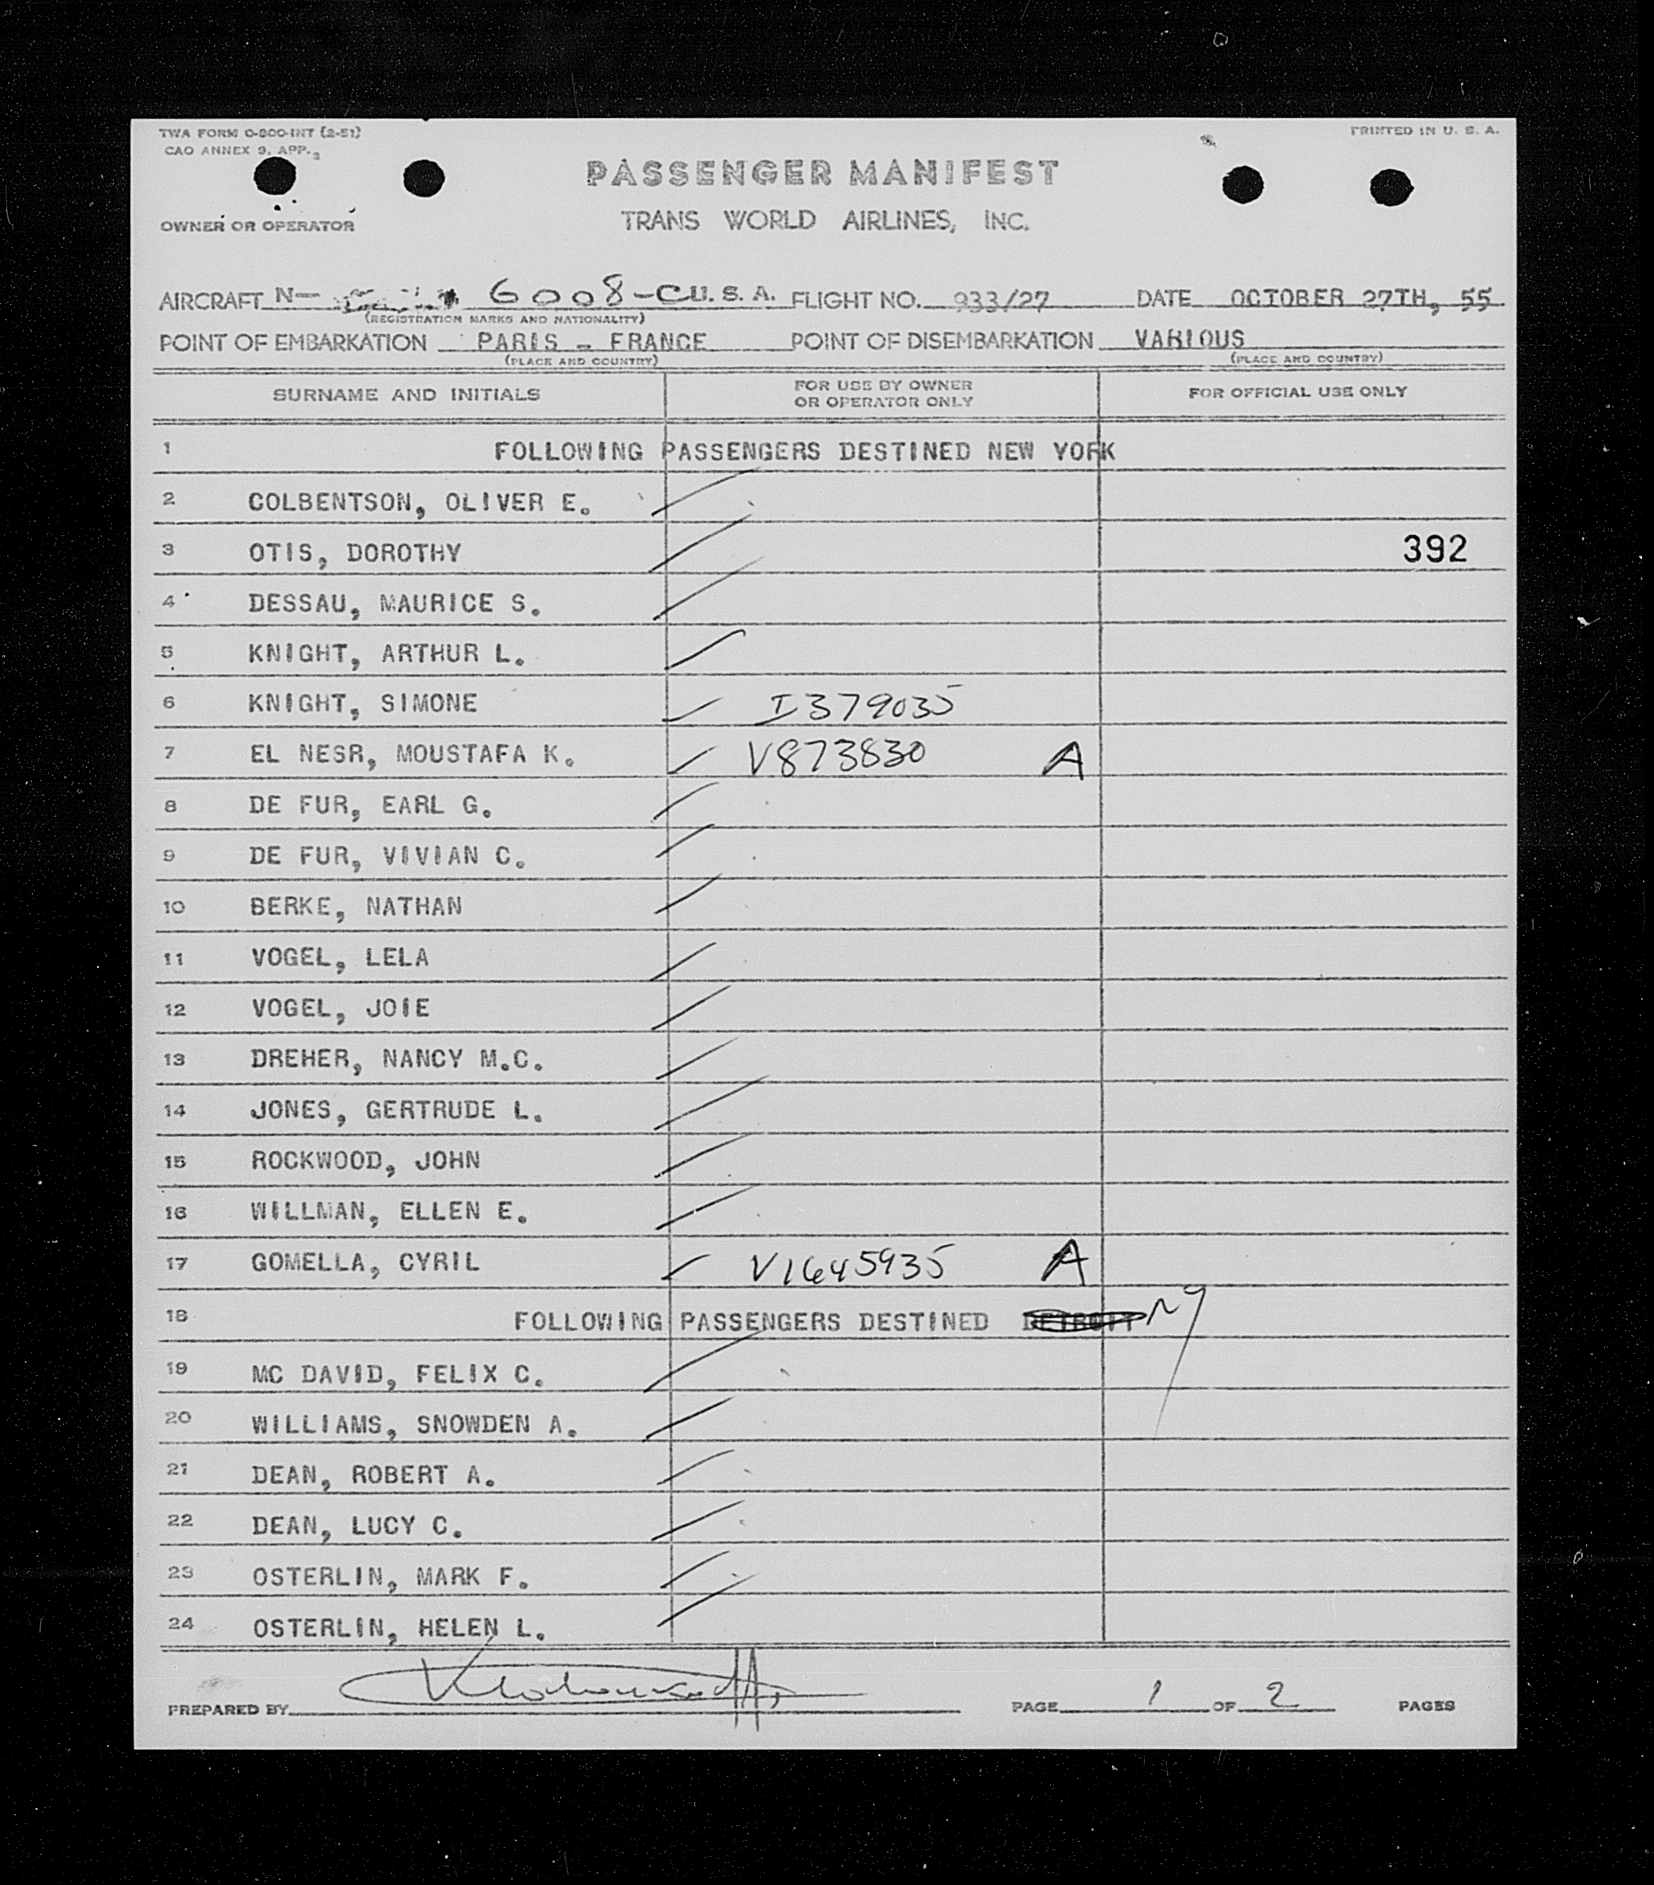 TWA FORM O-800-INT (2-51)
PRINTED IN U. S. A.
CAO ANNEX 9, APP.
PASSENGER MANIFEST
OWNER OR OPERATOR
TRANS WORLD AIRLINES, INC.
AIRCRAFT N— 6008-C U. S. A. FLIGHT NO. 933/27 DATE OCTOBER 27TH, 55
(REGISTRATION MARKS AND NATIONALITY)
POINT OF EMBARKATION PARIS - FRANCE POINT OF DISEMBARKATION VARIOUS
(PLACE AND COUNTRY) (PLACE AND COUNTRY)
SURNAME AND INITIALS FOR USE BY OWNER OR OPERATOR ONLY FOR OFFICIAL USE ONLY
1 FOLLOWING PASSENGERS DESTINED NEW YORK
2 COLBENTSON, OLIVER E.
3 OTIS, DOROTHY 392
4 DESSAU, MAURICE S.
5 KNIGHT, ARTHUR L.
6 KNIGHT, SIMONE I379035
7 EL NESR, MOUSTAFA K. V873830 A
8 DE FUR, EARL G.
9 DE FUR, VIVIAN C.
10 BERKE, NATHAN
11 VOGEL, LELA
12 VOGEL, JOIE
13 DREHER, NANCY M.C.
14 JONES, GERTRUDE L.
15 ROCKWOOD, JOHN
16 WILLMAN, ELLEN E.
17 GOMELLA, CYRIL V1645935 A
18 FOLLOWING PASSENGERS DESTINED DETROIT NY
19 MC DAVID, FELIX C.
20 WILLIAMS, SNOWDEN A.
21 DEAN, ROBERT A.
22 DEAN, LUCY C.
23 OSTERLIN, MARK F.
24 OSTERLIN, HELEN L.
PREPARED BY PAGE 1 OF 2 PAGES